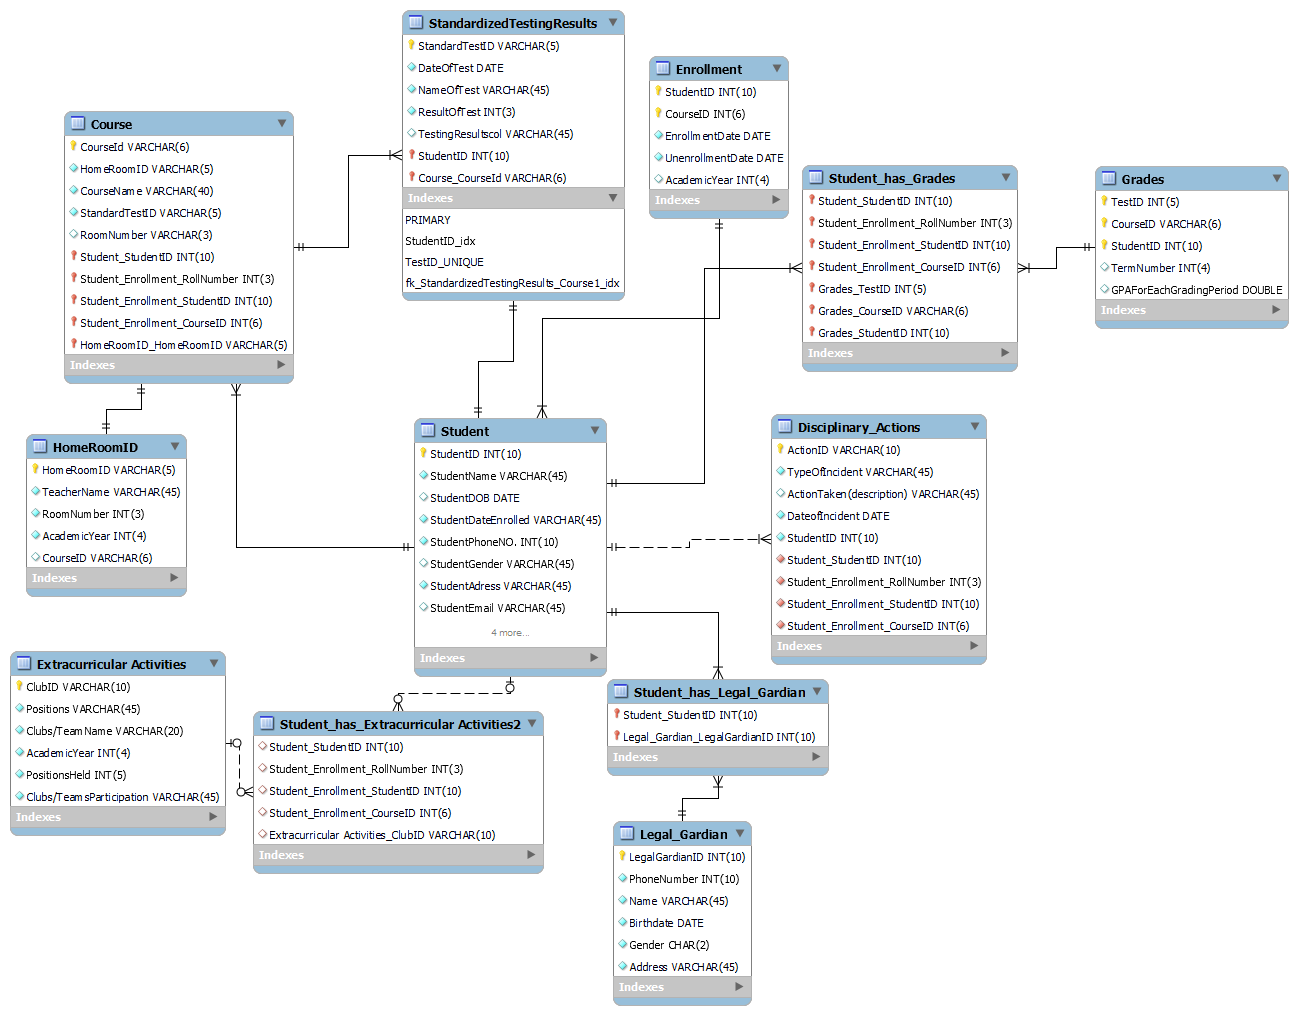 StandardizedTestingResults
StandardTestID VARCHAR(5)
DateOfTest DATE
NameOfTest VARCHAR(45)
ResultOfTest INT(3)
TestingResultscol VARCHAR(45)
StudentID INT(10)
Course_CourseId VARCHAR(6)
Indexes
PRIMARY
StudentID_idx
TestID_UNIQUE
fk_StandardizedTestingResults_Course1_idx
Enrollment
StudentID INT(10)
CourseID INT(6)
EnrollmentDate DATE
UnenrollmentDate DATE
AcademicYear INT(4)
Indexes
Course
CourseId VARCHAR(6)
HomeRoomID VARCHAR(5)
CourseName VARCHAR(40)
StandardTestID VARCHAR(5)
RoomNumber VARCHAR(3)
Student_StudentID INT(10)
Student_Enrollment_RollNumber INT(3)
Student_Enrollment_StudentID INT(10)
Student_Enrollment_CourseID INT(6)
HomeRoomID_HomeRoomID VARCHAR(5)
Indexes
Student_has_Grades
Student_StudentID INT(10)
Student_Enrollment_RollNumber INT(3)
Student_Enrollment_StudentID INT(10)
Student_Enrollment_CourseID INT(6)
Grades_TestID INT(5)
Grades_CourseID VARCHAR(6)
Grades_StudentID INT(10)
Indexes
Grades
TestID INT(5)
CourseID VARCHAR(6)
StudentID INT(10)
TermNumber INT(4)
GPAForEachGradingPeriod DOUBLE
Indexes
HomeRoomID
HomeRoomID VARCHAR(5)
TeacherName VARCHAR(45)
RoomNumber INT(3)
AcademicYear INT(4)
CourseID VARCHAR(6)
Indexes
Student
StudentID INT(10)
StudentName VARCHAR(45)
StudentDOB DATE
StudentDateEnrolled VARCHAR(45)
StudentPhoneNO. INT(10)
StudentGender VARCHAR(45)
StudentAdress VARCHAR(45)
StudentEmail VARCHAR(45)
4 more...
Indexes
Disciplinary_Actions
ActionID VARCHAR(10)
TypeOfIncident VARCHAR(45)
ActionTaken(description) VARCHAR(45)
DateofIncident DATE
StudentID INT(10)
Student_StudentID INT(10)
Student_Enrollment_RollNumber INT(3)
Student_Enrollment_StudentID INT(10)
Student_Enrollment_CourseID INT(6)
Indexes
Extracurricular Activities
ClubID VARCHAR(10)
Positions VARCHAR(45)
Clubs/TeamName VARCHAR(20)
AcademicYear INT(4)
PositionsHeld INT(5)
Clubs/TeamsParticipation VARCHAR(45)
Indexes
Student_has_Extracurricular Activities2
Student_StudentID INT(10)
Student_Enrollment_RollNumber INT(3)
Student_Enrollment_StudentID INT(10)
Student_Enrollment_CourseID INT(6)
Extracurricular Activities_ClubID VARCHAR(10)
Indexes
Student_has_Legal_Gardian
Student_StudentID INT(10)
Legal_Gardian_LegalGardianID INT(10)
Indexes
Legal_Gardian
LegalGardianID INT(10)
PhoneNumber INT(10)
Name VARCHAR(45)
Birthdate DATE
Gender CHAR(2)
Address VARCHAR(45)
Indexes